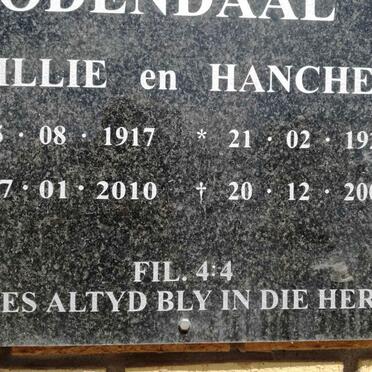 ODENDAAL
ILLIE en HANCHE
· 08 · 1917 * 21 · 02 · 19
7 · 01 · 2010 † 20 · 12 · 200
FIL. 4:4
ES ALTYD BLY IN DIE HER